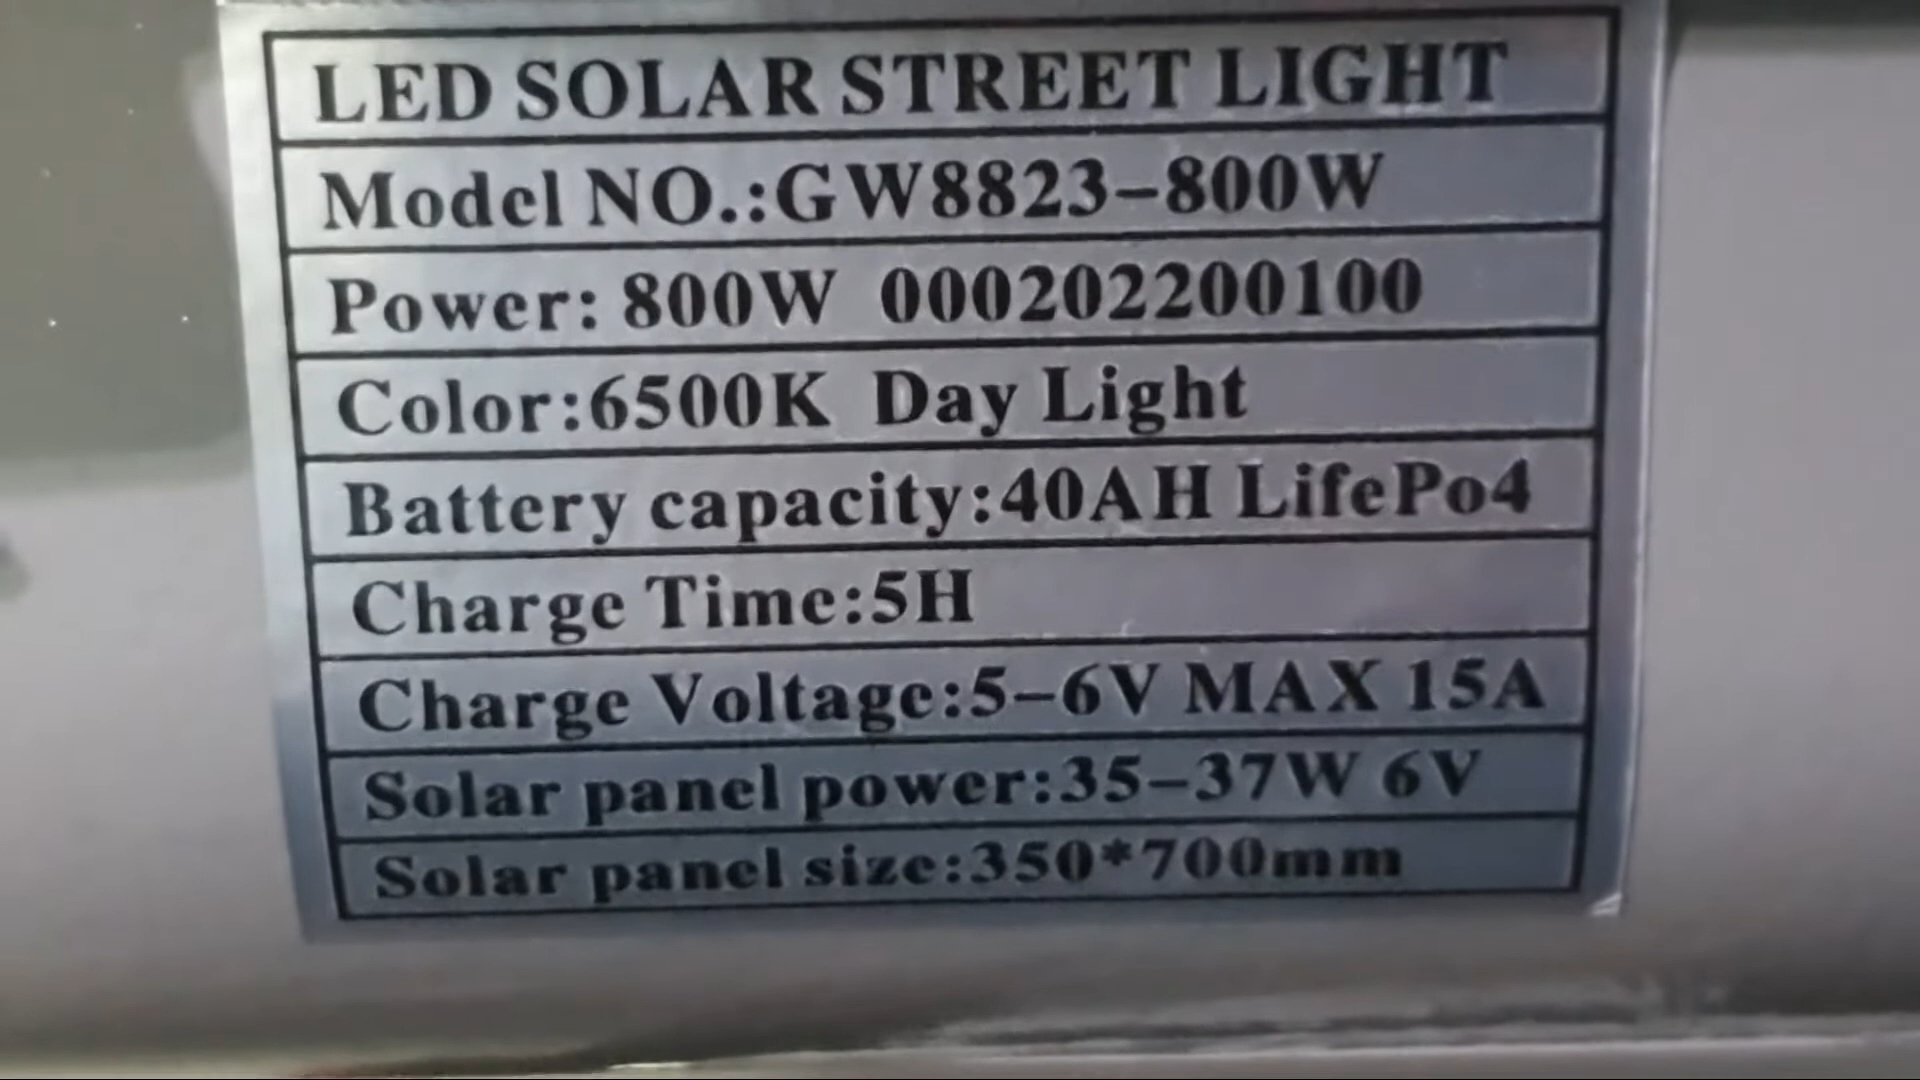 LED SOLAR STREET LIGHT
Model NO.:GW8823-800W
Power: 800W 000202200100
Color:6500K Day Light
Battery capacity:40AH LifePo4
Charge Time:5H
Charge Voltage:5-6V MAX 15A
Solar panel power:35-37W 6V
Solar panel size:350*700mm